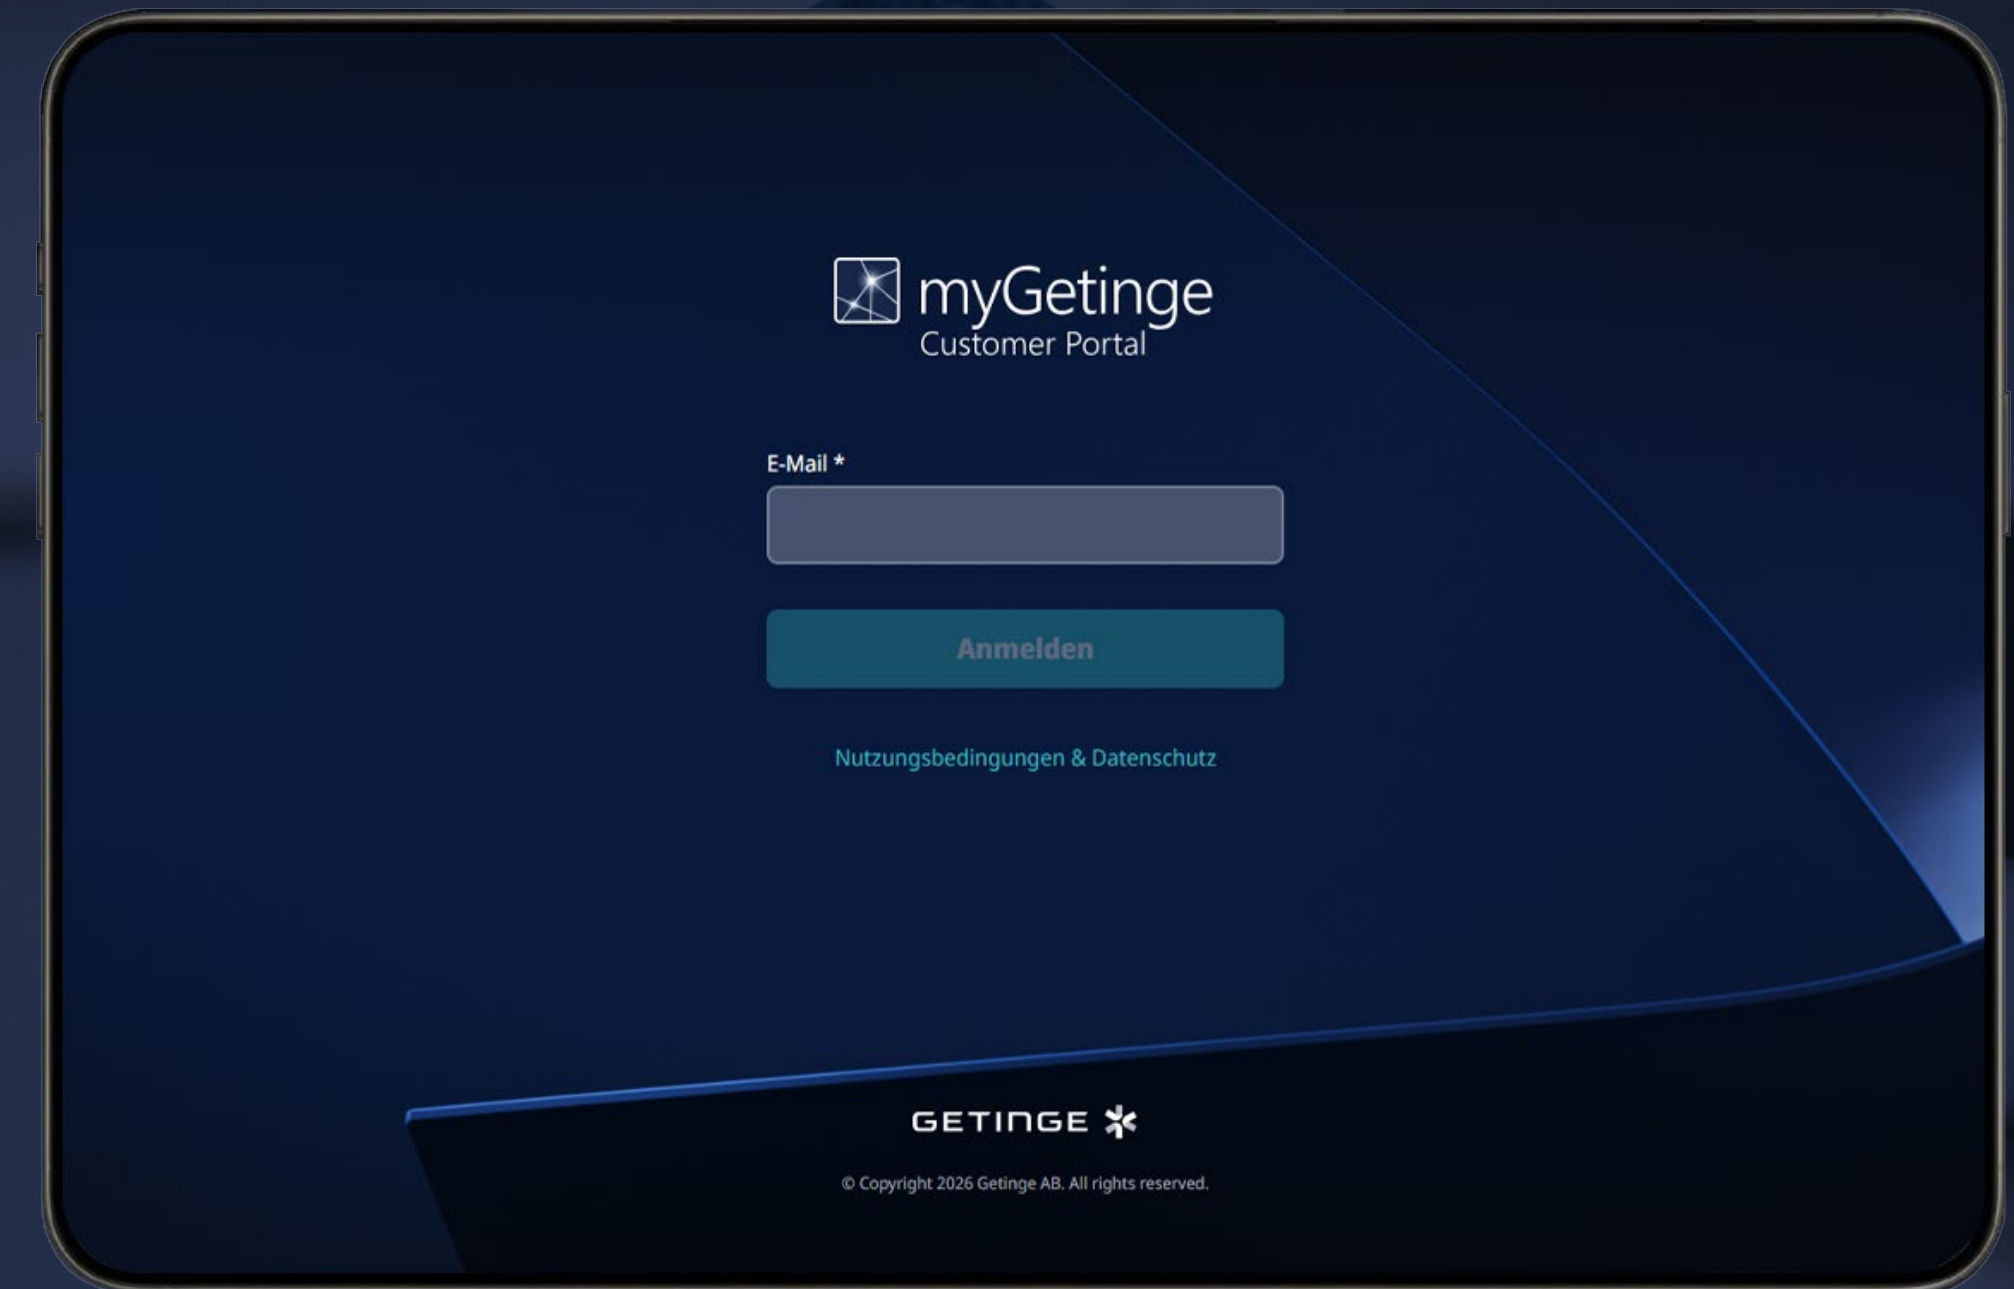 myGetinge
Customer Portal
E-Mail *
Anmelden
Nutzungsbedingungen & Datenschutz
GETINGE
© Copyright 2026 Getinge AB. All rights reserved.